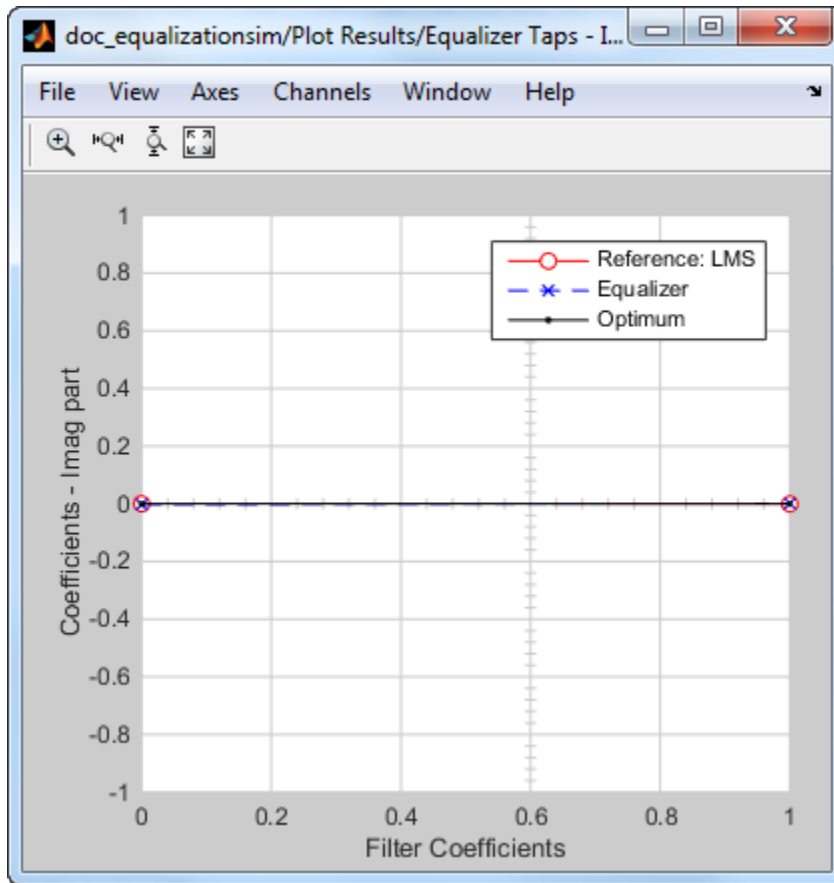 doc_equalizationsim/Plot Results/Equalizer Taps - I...
File View Axes Channels Window Help
1
0.8
0.6
0.4
0.2
0
-0.2
-0.4
-0.6
-0.8
-1
Coefficients - Imag part
Reference: LMS
Equalizer
Optimum
0 0.2 0.4 0.6 0.8 1
Filter Coefficients